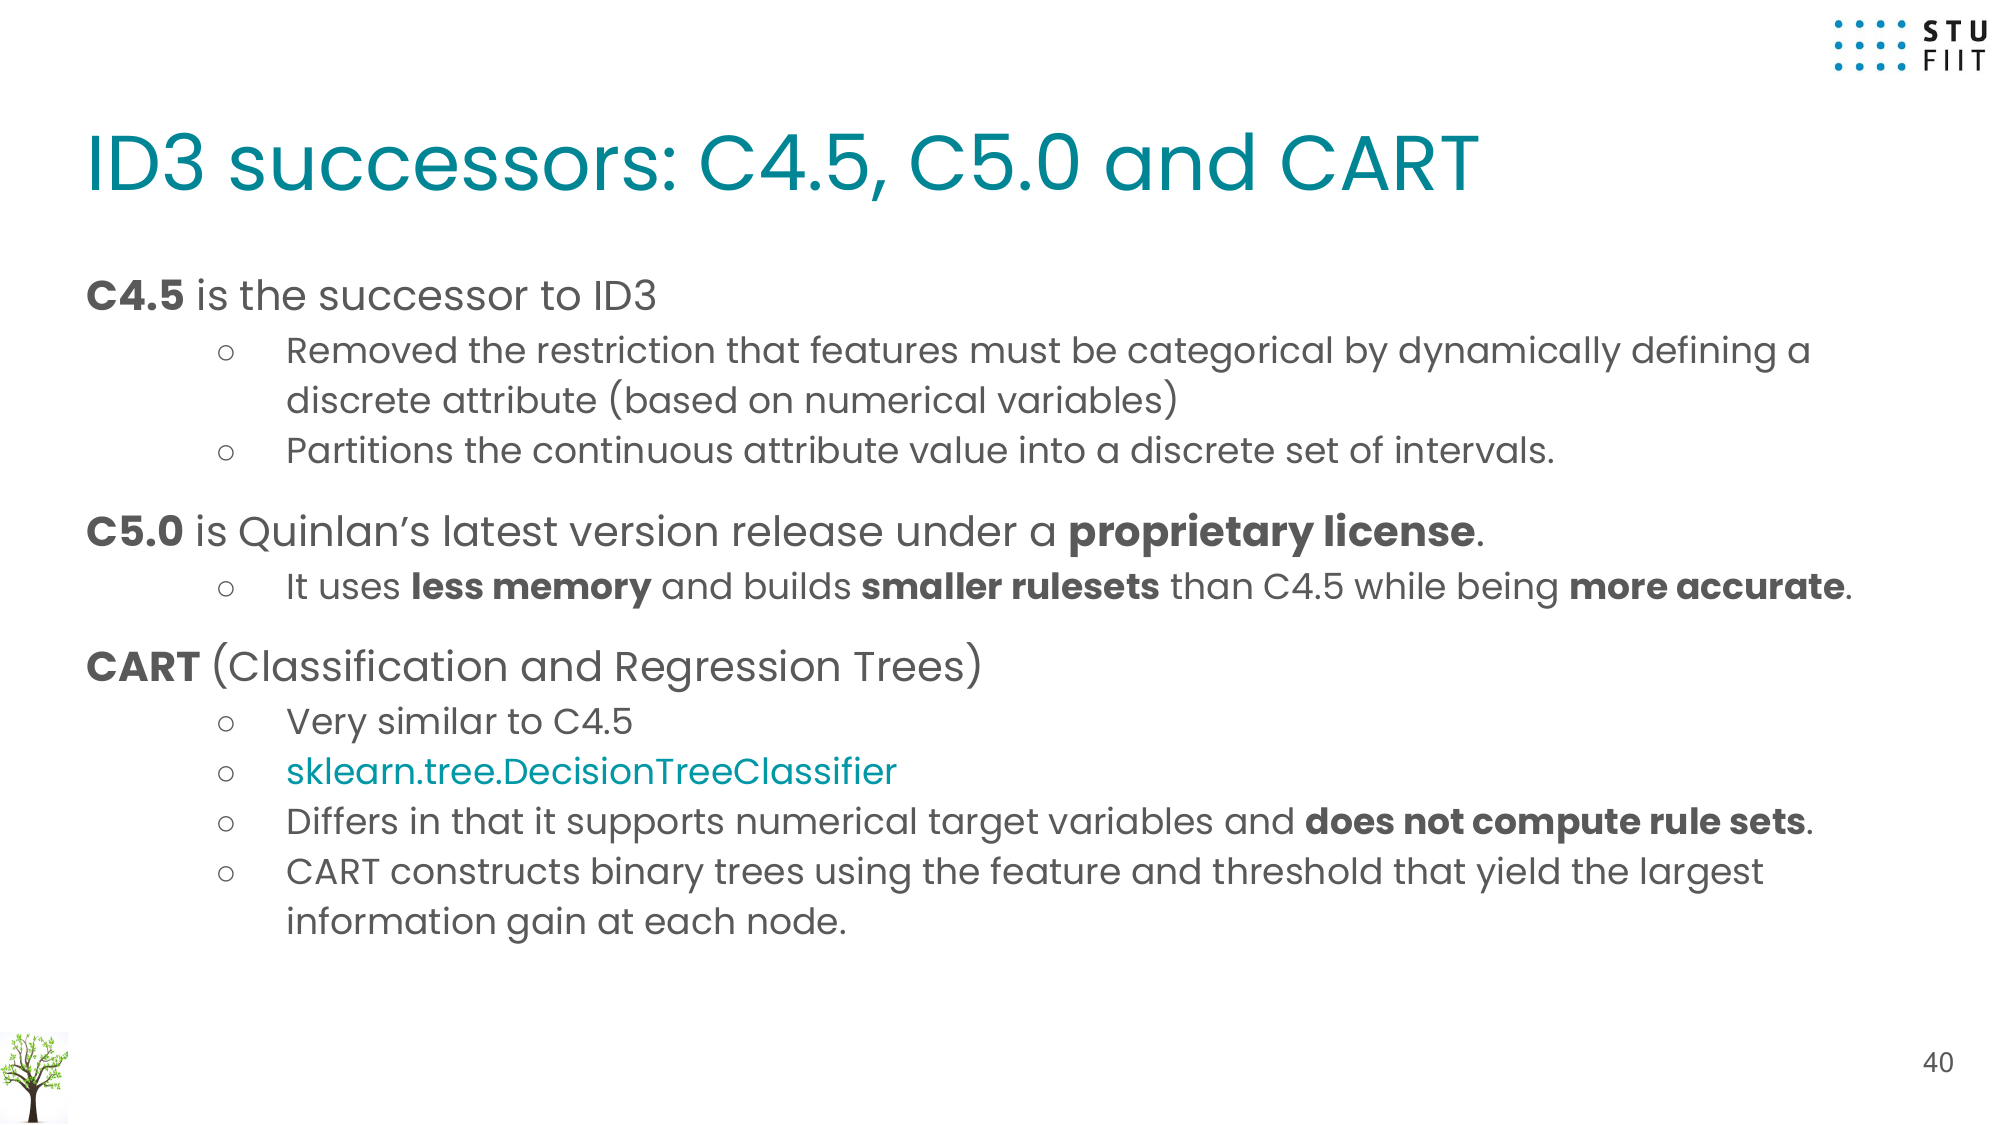 STU
FIIT
ID3 successors: C4.5, C5.0 and CART
C4.5 is the successor to ID3
○ Removed the restriction that features must be categorical by dynamically defining a
discrete attribute (based on numerical variables)
○ Partitions the continuous attribute value into a discrete set of intervals.
C5.0 is Quinlan’s latest version release under a proprietary license.
○ It uses less memory and builds smaller rulesets than C4.5 while being more accurate.
CART (Classification and Regression Trees)
○ Very similar to C4.5
○ sklearn.tree.DecisionTreeClassifier
○ Differs in that it supports numerical target variables and does not compute rule sets.
○ CART constructs binary trees using the feature and threshold that yield the largest
information gain at each node.
40